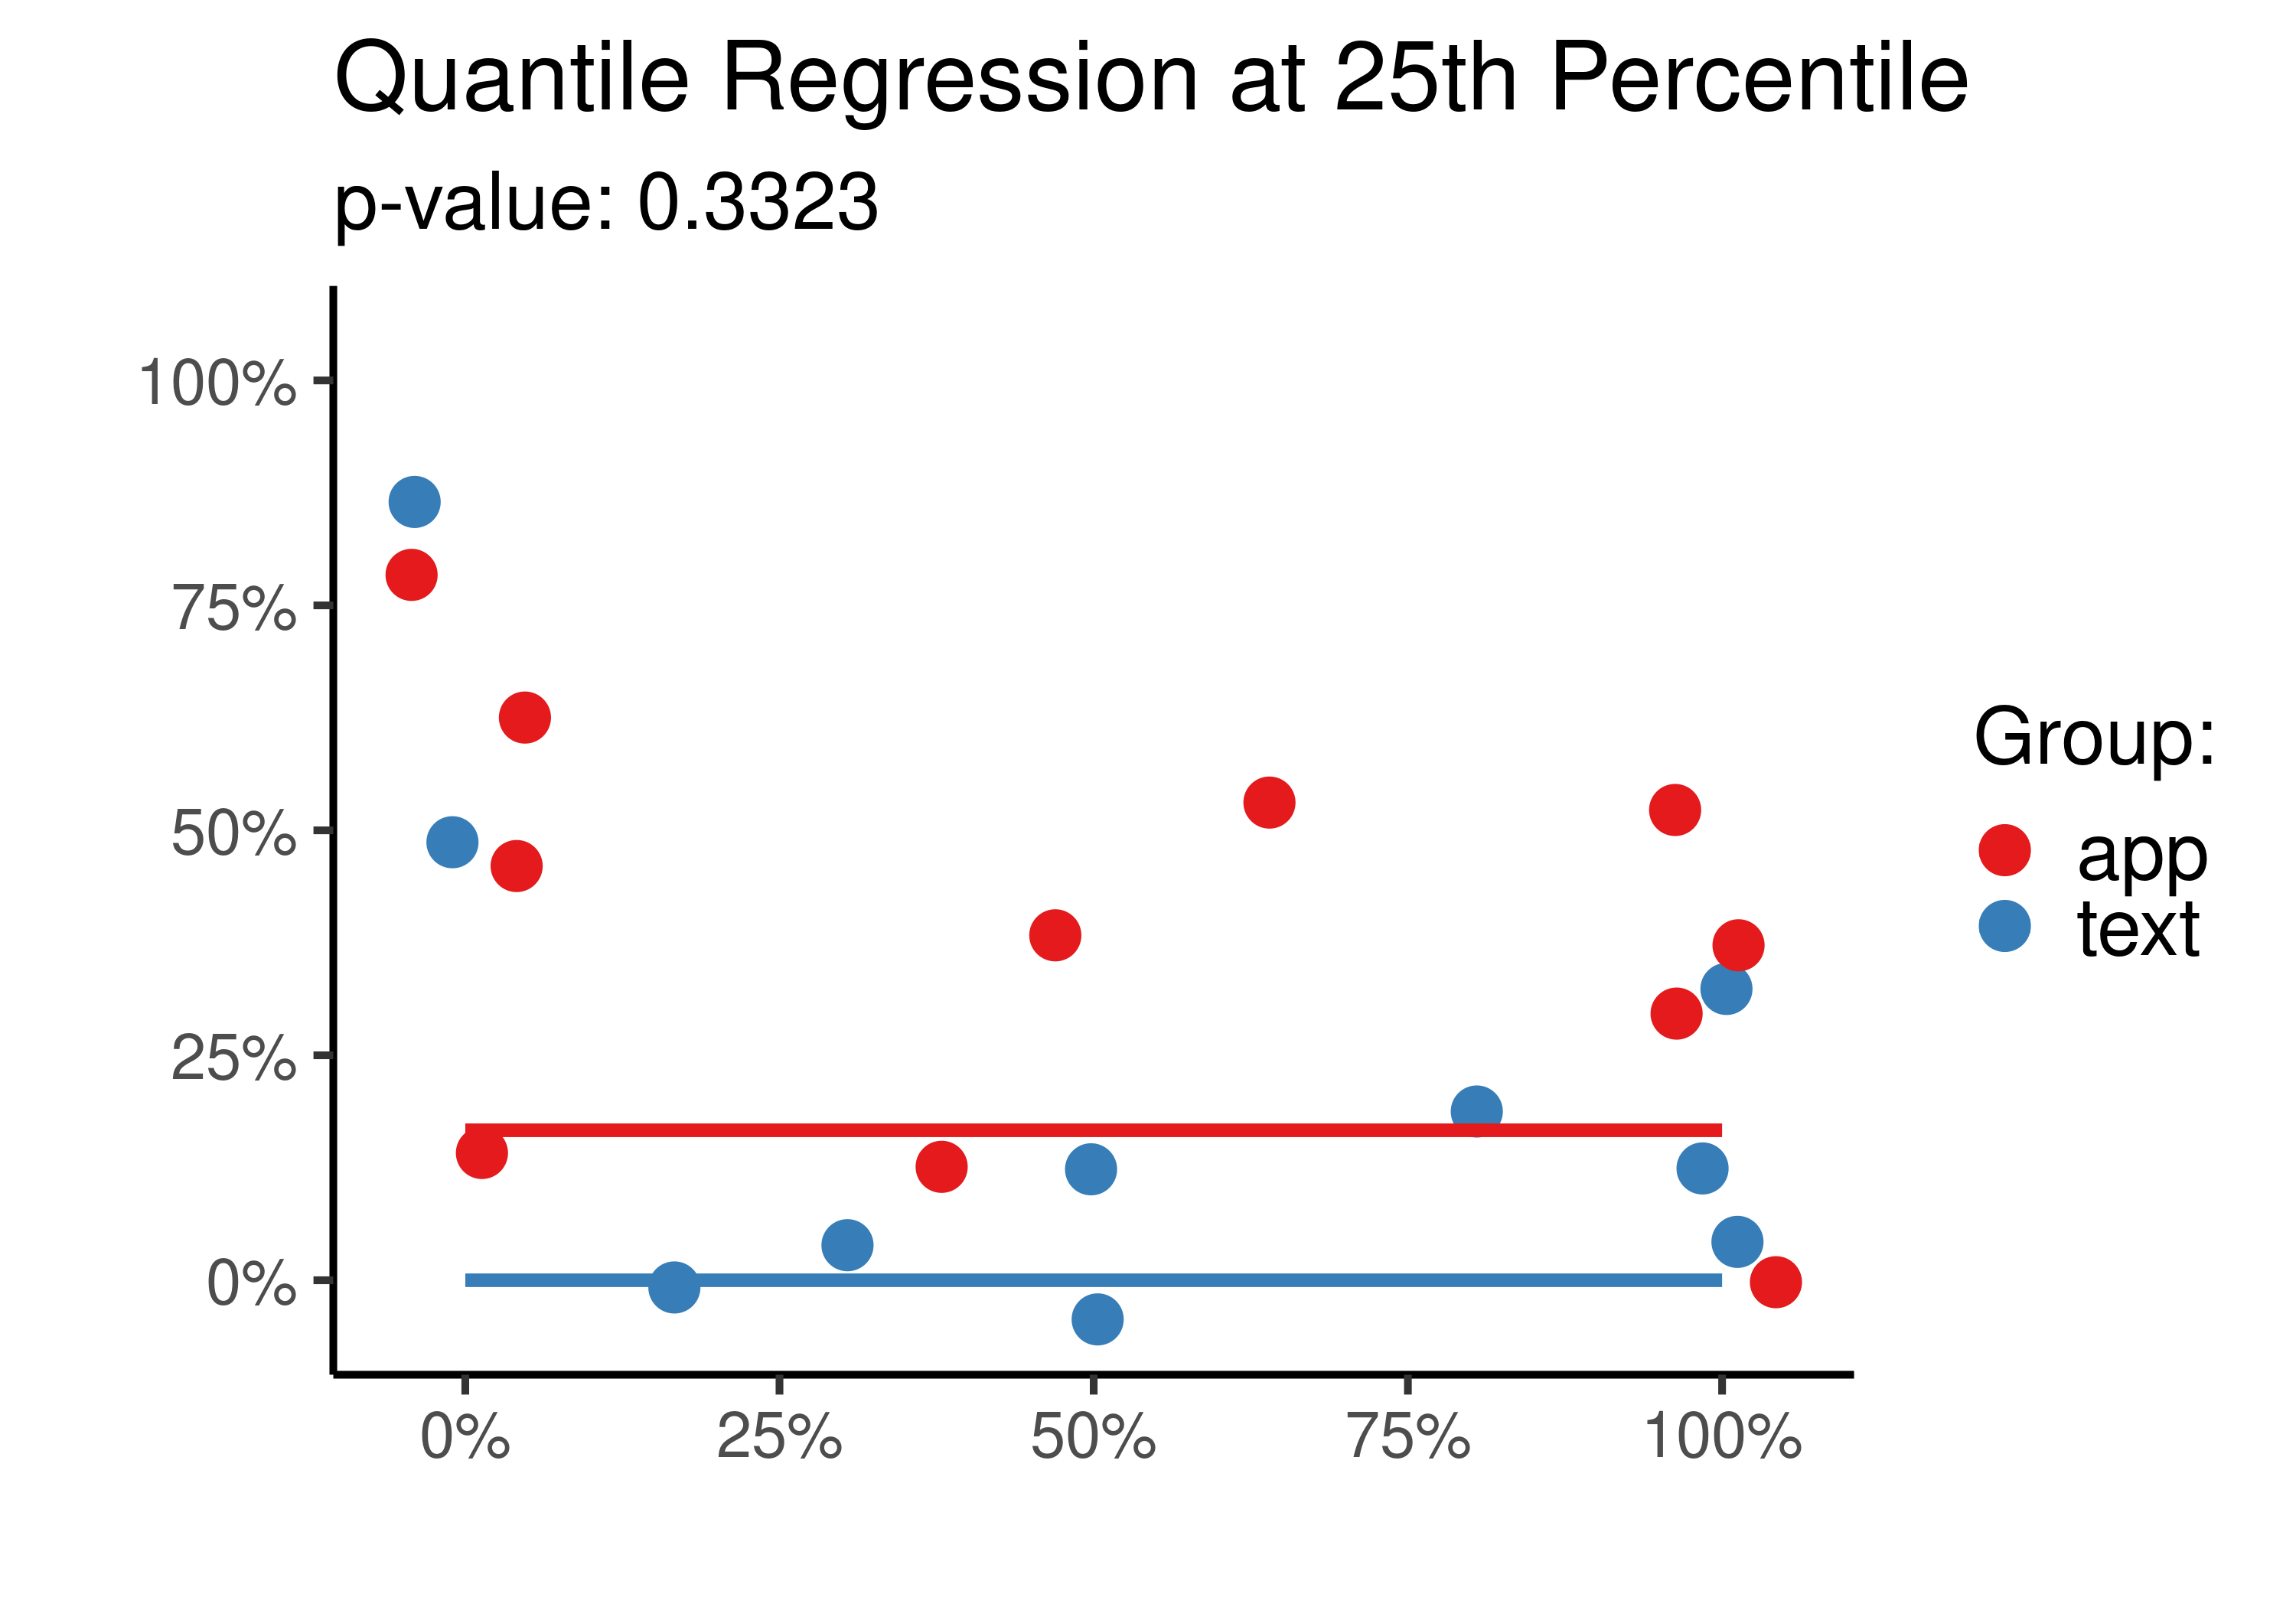 Quantile Regression at 25th Percentile
p-value: 0.3323
100%
75%
50%
25%
0%
0%
25%
50%
75%
100%
Group:
app
text